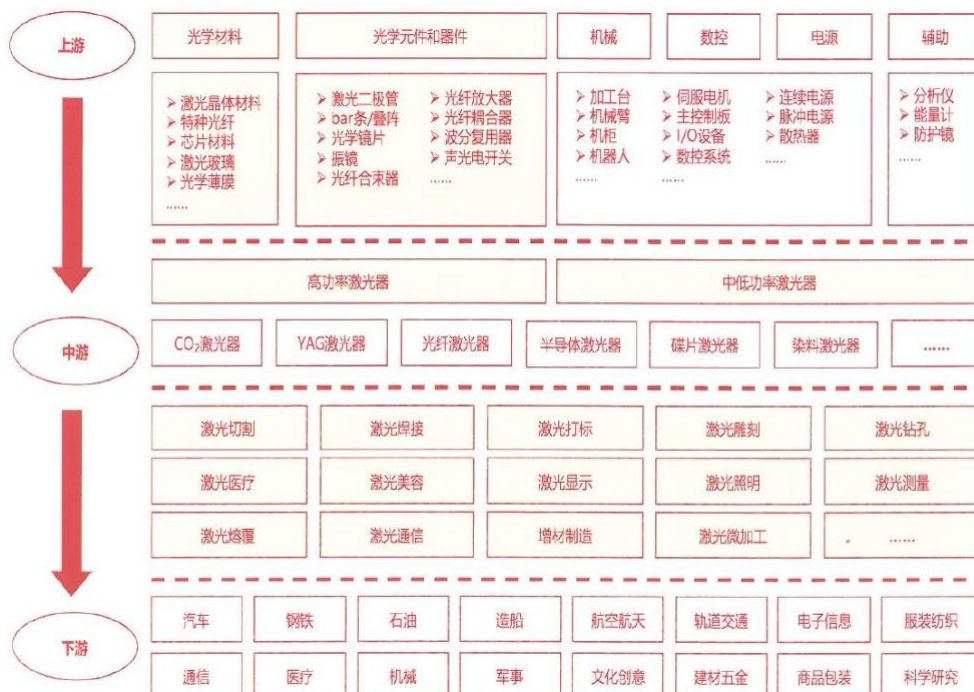 上游
光学材料
光学元件和器件
机械
数控
电源
辅助
➢ 激光晶体材料
➢ 特种光纤
➢ 芯片材料
➢ 激光玻璃
➢ 光学薄膜
......
➢ 激光二极管
➢ bar条/叠阵
➢ 光学镜片
➢ 振镜
➢ 光纤合束器
➢ 光纤放大器
➢ 光纤耦合器
➢ 波分复用器
➢ 声光电开关
......
➢ 加工台
➢ 机械臂
➢ 机柜
➢ 机器人
......
➢ 伺服电机
➢ 主控制板
➢ I/O设备
➢ 数控系统
......
➢ 连续电源
➢ 脉冲电源
➢ 散热器
......
➢ 分析仪
➢ 能量计
➢ 防护镜
......
高功率激光器
中低功率激光器
中游
CO₂激光器
YAG激光器
光纤激光器
半导体激光器
碟片激光器
染料激光器
......
激光切割
激光焊接
激光打标
激光雕刻
激光钻孔
激光医疗
激光美容
激光显示
激光照明
激光测量
激光熔覆
激光通信
增材制造
激光微加工
......
下游
汽车
钢铁
石油
造船
航空航天
轨道交通
电子信息
服装纺织
通信
医疗
机械
军事
文化创意
建材五金
商品包装
科学研究